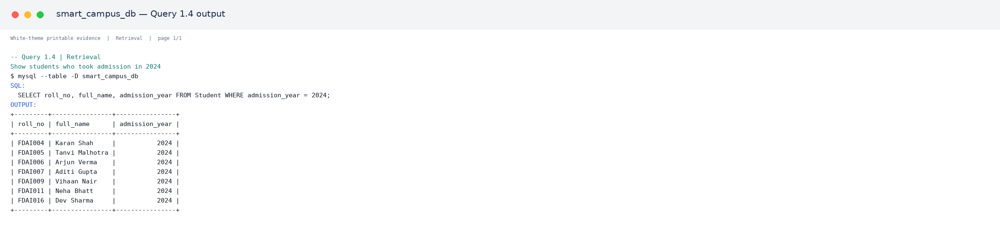 smart_campus_db — Query 1.4 output
White-theme printable evidence  |  Retrieval  |  page 1/1
-- Query 1.4 | Retrieval
Show students who took admission in 2024
$ mysql --table -D smart_campus_db
SQL:
  SELECT roll_no, full_name, admission_year FROM Student WHERE admission_year = 2024;
OUTPUT:
+---------+----------------+----------------+
| roll_no | full_name      | admission_year |
+---------+----------------+----------------+
| FDAI004 | Karan Shah     |           2024 |
| FDAI005 | Tanvi Malhotra |           2024 |
| FDAI006 | Arjun Verma    |           2024 |
| FDAI007 | Aditi Gupta    |           2024 |
| FDAI009 | Vihaan Nair    |           2024 |
| FDAI011 | Neha Bhatt     |           2024 |
| FDAI016 | Dev Sharma     |           2024 |
+---------+----------------+----------------+